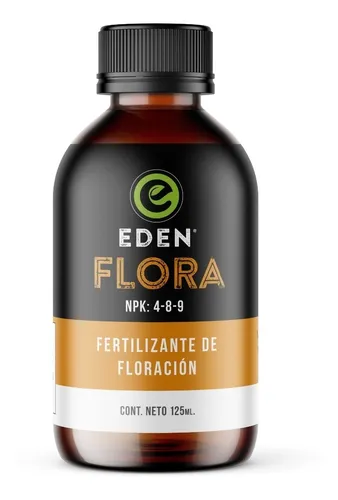 e
EDEN®
FLORA
NPK: 4-8-9
FERTILIZANTE DE
FLORACIÓN
CONT. NETO 125ML.